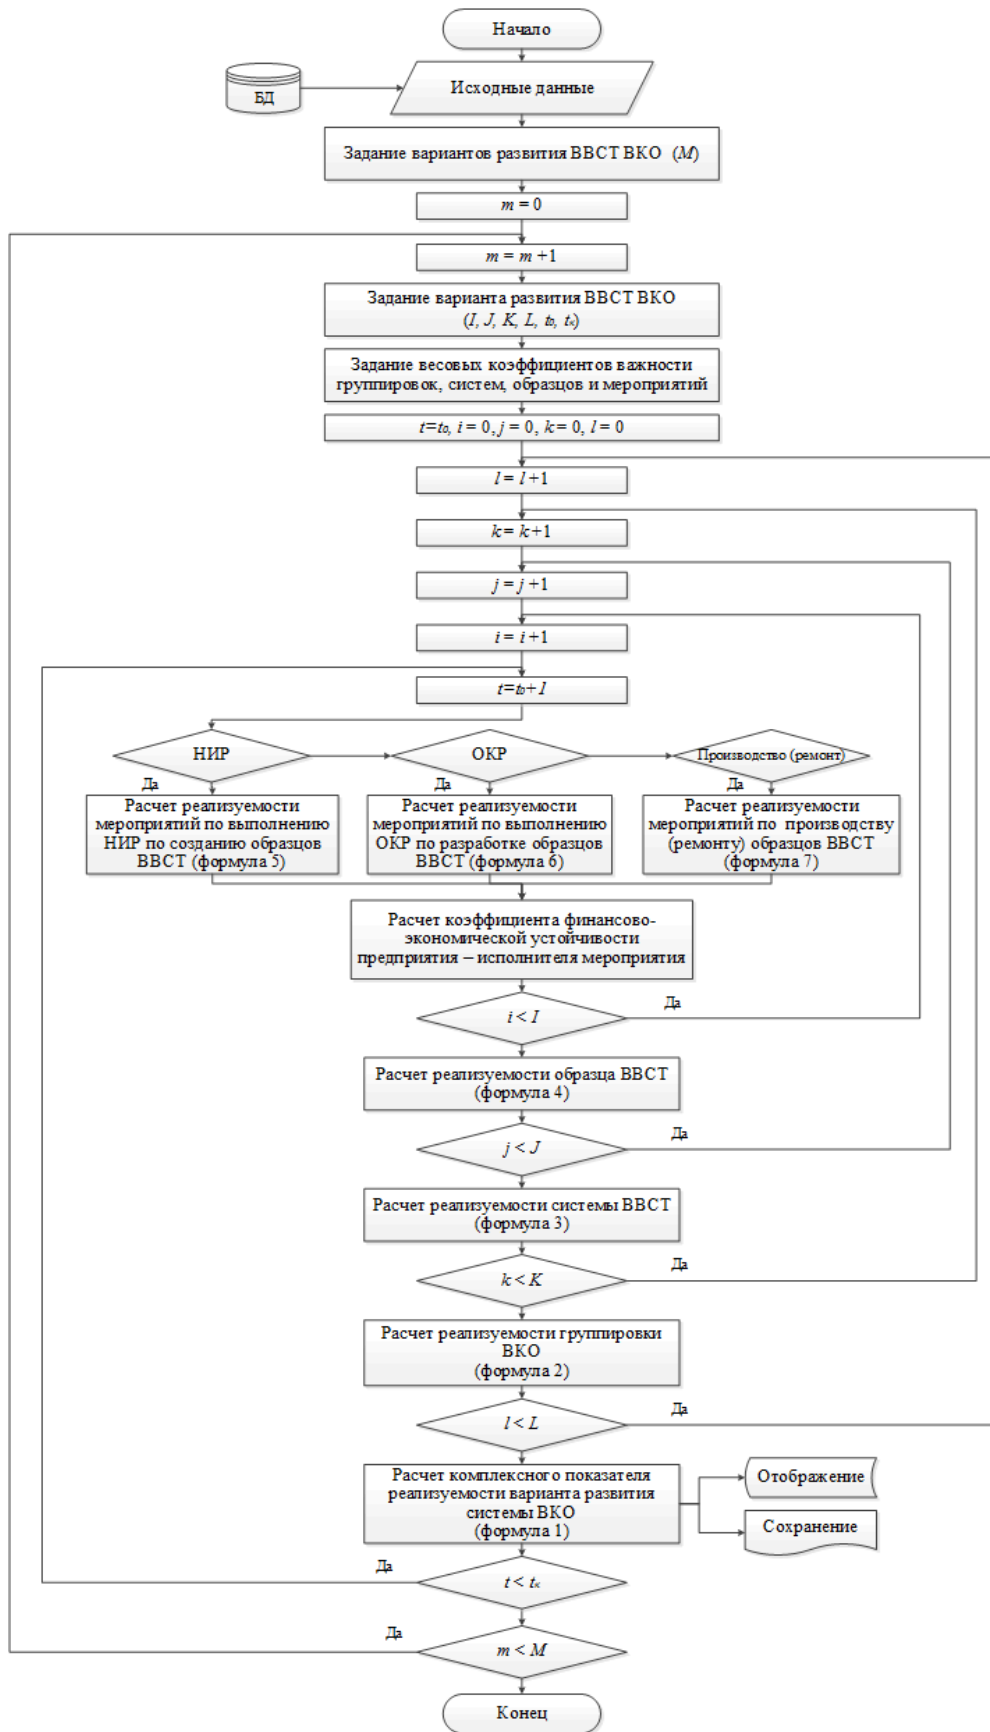 Начало
БД
Исходные данные
Задание вариантов развития ВВСТ ВКО (M)
m = 0
m = m +1
Задание варианта развития ВВСТ ВКО
(I, J, K, L, t₀, tₖ)
Задание весовых коэффициентов важности
группировок, систем, образцов и мероприятий
t=t₀, i = 0, j = 0, k = 0, l = 0
l = l +1
k = k+1
j = j +1
i = i +1
t=t₀+1
НИР
ОКР
Производство (ремонт)
Да
Да
Да
Расчет реализуемости
мероприятий по выполнению
НИР по созданию образцов
ВВСТ (формула 5)
Расчет реализуемости
мероприятий по выполнению
ОКР по разработке образцов
ВВСТ (формула 6)
Расчет реализуемости
мероприятий по производству
(ремонту) образцов ВВСТ
(формула 7)
Расчет коэффициента финансово-
экономической устойчивости
предприятия – исполнителя мероприятия
i < I
Да
Расчет реализуемости образца ВВСТ
(формула 4)
j < J
Да
Расчет реализуемости системы ВВСТ
(формула 3)
k < K
Да
Расчет реализуемости группировки
ВКО
(формула 2)
l < L
Да
Расчет комплексного показателя
реализуемости варианта развития
системы ВКО
(формула 1)
Отображение
Сохранение
Да
t < tₖ
Да
m < M
Конец